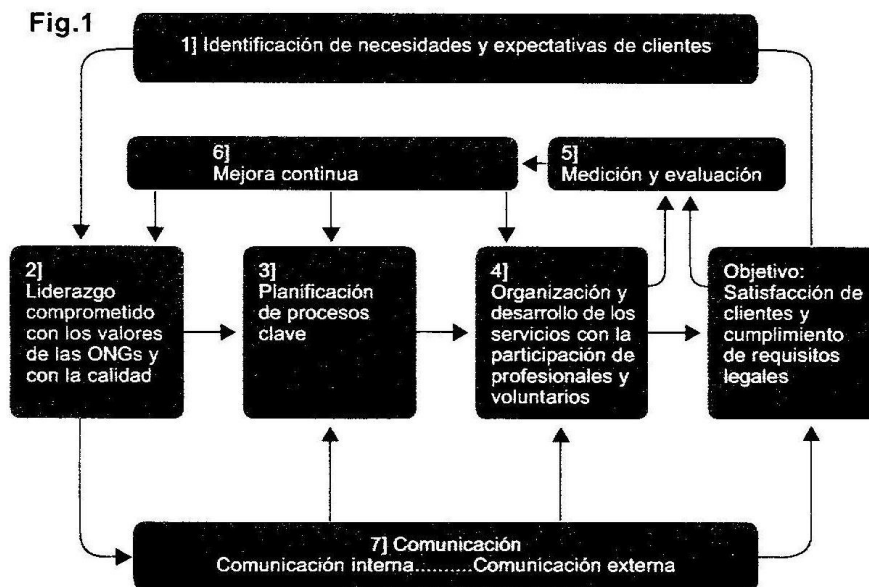 Fig.1
1] Identificación de necesidades y expectativas de clientes
6]
Mejora continua
5]
Medición y evaluación
2]
Liderazgo
comprometido
con los valores
de las ONGs y
con la calidad
3]
Planificación
de procesos
clave
4]
Organización y
desarrollo de los
servicios con la
participación de
profesionales y
voluntarios
Objetivo:
Satisfacción de
clientes y
cumplimiento
de requisitos
legales
7] Comunicación
Comunicación interna..........Comunicación externa